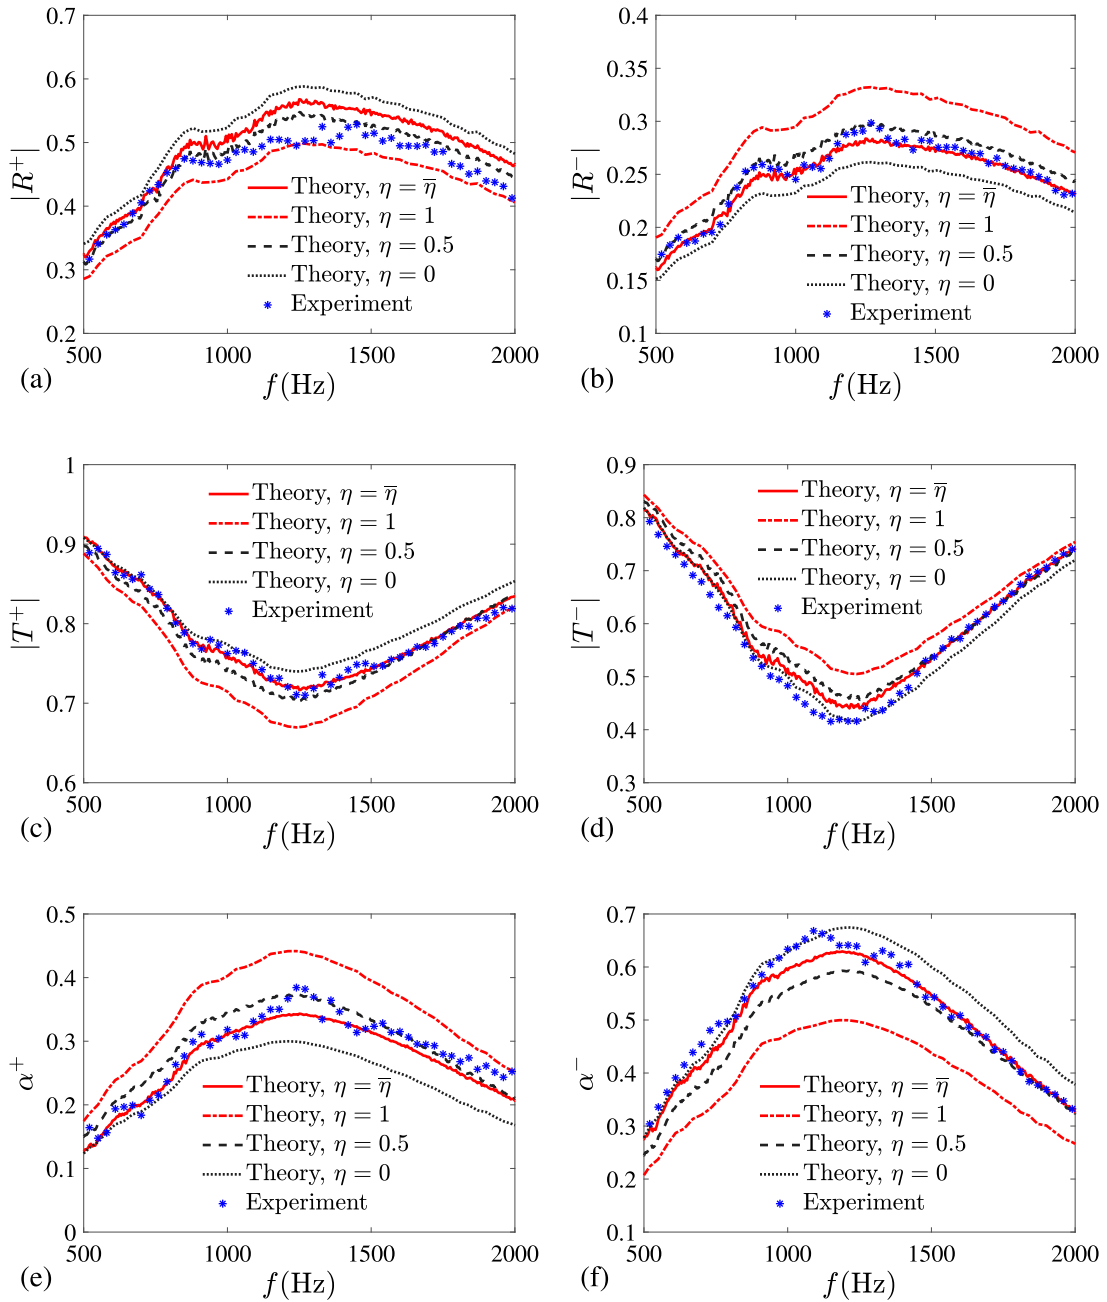 0.7
0.6
0.5
0.4
0.3
0.2
|R⁺|
Theory, η = η̅
Theory, η = 1
Theory, η = 0.5
Theory, η = 0
Experiment
500 1000 1500 2000
(a) f(Hz)
0.4
0.35
0.3
0.25
0.2
0.15
0.1
|R⁻|
Theory, η = η̅
Theory, η = 1
Theory, η = 0.5
Theory, η = 0
Experiment
500 1000 1500 2000
(b) f(Hz)
1
0.9
0.8
0.7
0.6
|T⁺|
Theory, η = η̅
Theory, η = 1
Theory, η = 0.5
Theory, η = 0
Experiment
500 1000 1500 2000
(c) f(Hz)
0.9
0.8
0.7
0.6
0.5
0.4
0.3
|T⁻|
Theory, η = η̅
Theory, η = 1
Theory, η = 0.5
Theory, η = 0
Experiment
500 1000 1500 2000
(d) f(Hz)
0.5
0.4
0.3
0.2
0.1
0
α⁺
Theory, η = η̅
Theory, η = 1
Theory, η = 0.5
Theory, η = 0
Experiment
500 1000 1500 2000
(e) f(Hz)
0.7
0.6
0.5
0.4
0.3
0.2
0.1
α⁻
Theory, η = η̅
Theory, η = 1
Theory, η = 0.5
Theory, η = 0
Experiment
500 1000 1500 2000
(f) f(Hz)